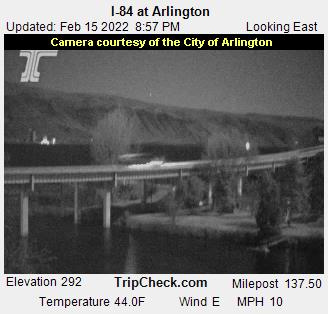 I-84 at Arlington
Updated: Feb 15 2022 8:57 PM Looking East
Camera courtesy of the City of Arlington
Elevation 292 TripCheck.com Milepost 137.50
Temperature 44.0F Wind E MPH 10